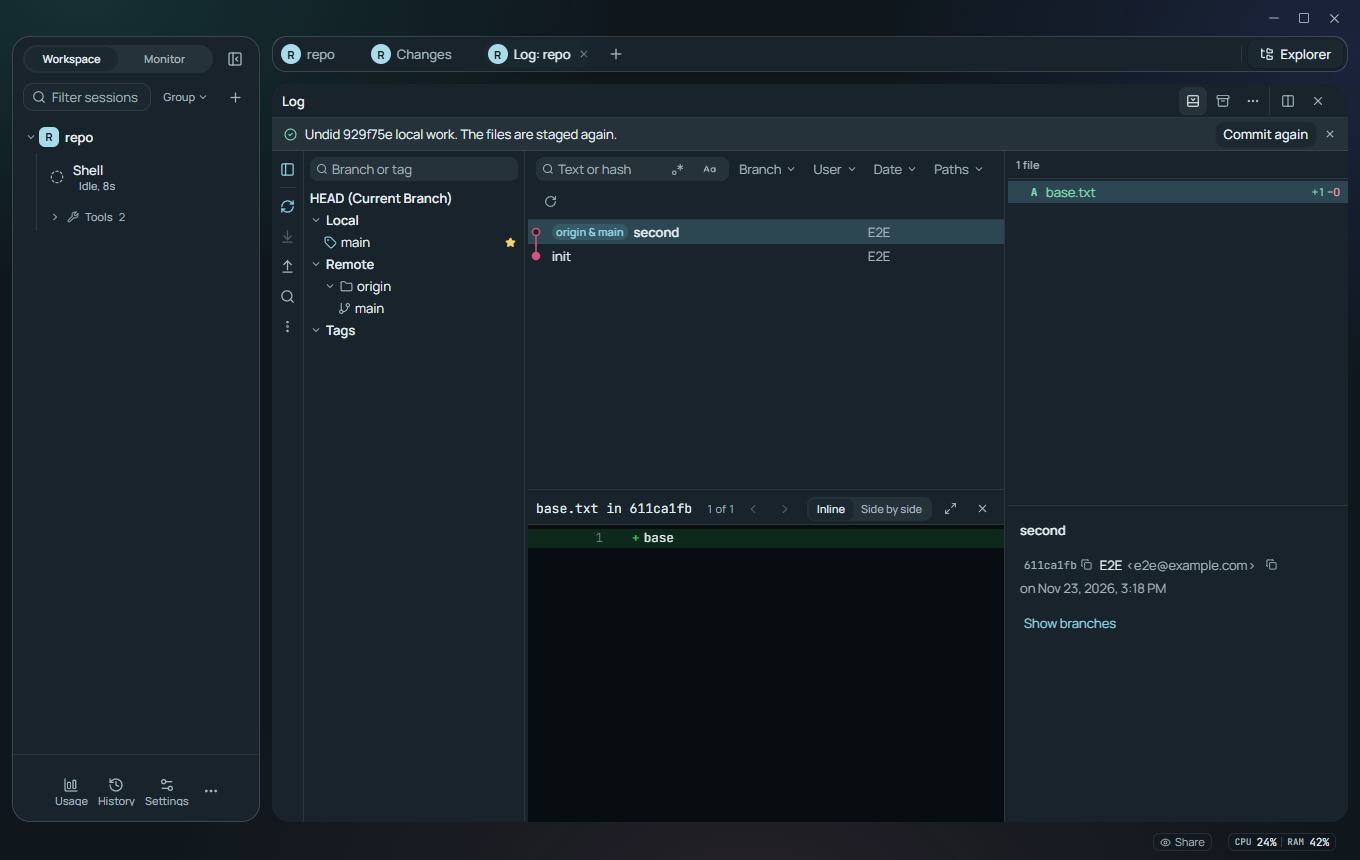 Workspace Monitor
Filter sessions Group
R repo
Shell
Idle, 8s
Tools 2
Usage History Settings
R repo R Changes R Log: repo
Explorer
Log
Undid 929f75e local work. The files are staged again. Commit again
Branch or tag
HEAD (Current Branch)
Local
main
Remote
origin
main
Tags
Text or hash .* Aa Branch User Date Paths
origin & main second E2E
init E2E
base.txt in 611ca1fb 1 of 1 Inline Side by side
1 + base
1 file
A base.txt +1 −0
second
611ca1fb E2E <e2e@example.com>
on Nov 23, 2026, 3:18 PM
Show branches
Share CPU 24% RAM 42%